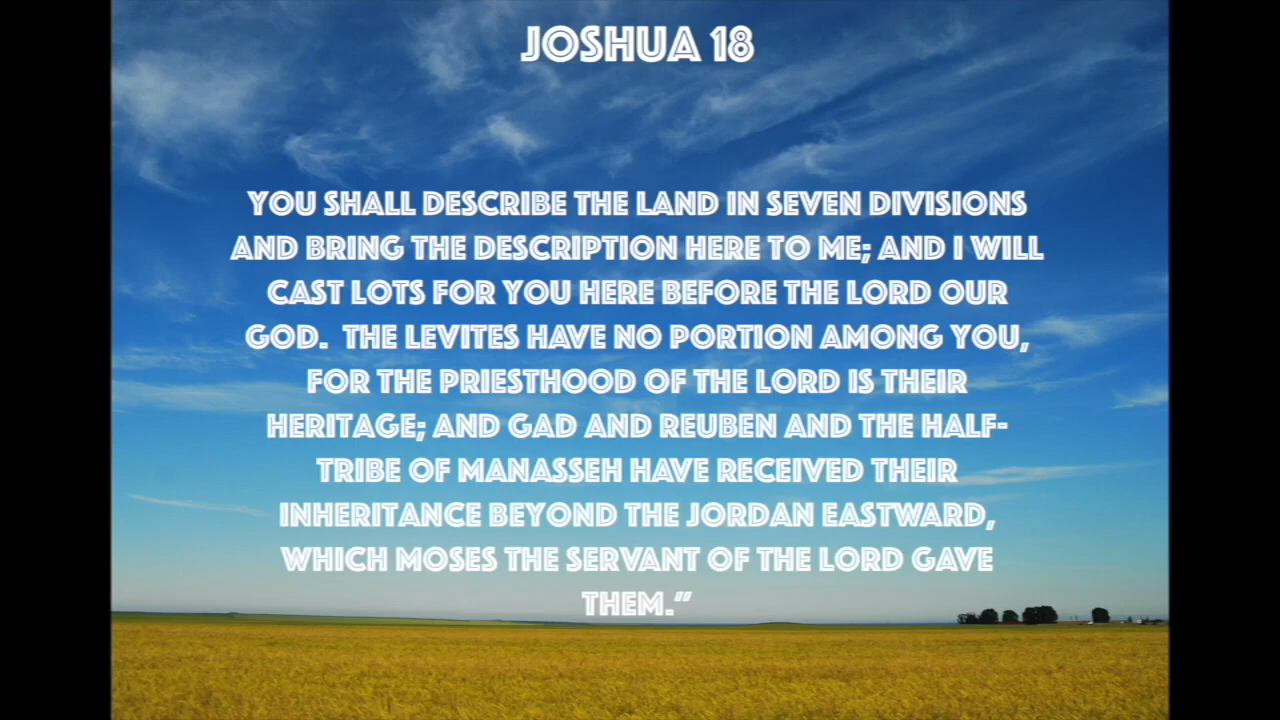 JOSHUA 18
YOU SHALL DESCRIBE THE LAND IN SEVEN DIVISIONS
AND BRING THE DESCRIPTION HERE TO ME; AND I WILL
CAST LOTS FOR YOU HERE BEFORE THE LORD OUR
GOD.  THE LEVITES HAVE NO PORTION AMONG YOU,
FOR THE PRIESTHOOD OF THE LORD IS THEIR
HERITAGE; AND GAD AND REUBEN AND THE HALF-
TRIBE OF MANASSEH HAVE RECEIVED THEIR
INHERITANCE BEYOND THE JORDAN EASTWARD,
WHICH MOSES THE SERVANT OF THE LORD GAVE
THEM.”